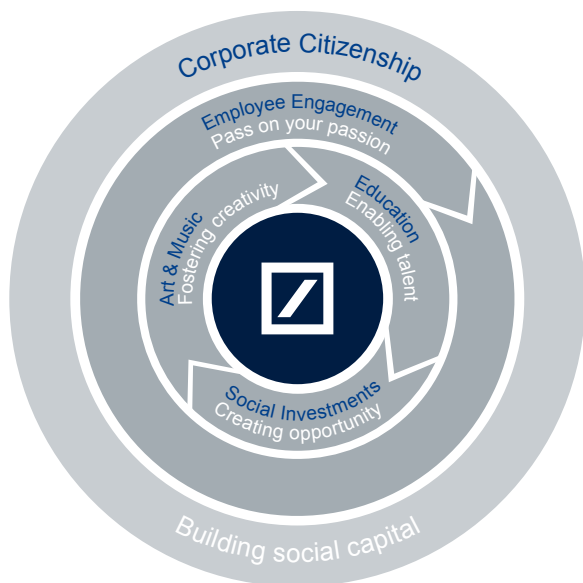 Corporate Citizenship
Employee Engagement
Pass on your passion
Art & Music
Fostering creativity
Education
Enabling talent
Social Investments
Creating opportunity
Building social capital